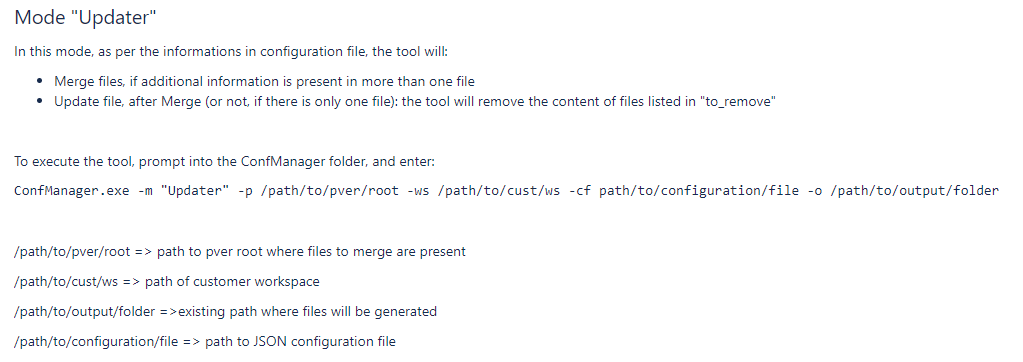 Mode "Updater"
In this mode, as per the informations in configuration file, the tool will:
• Merge files, if additional information is present in more than one file
• Update file, after Merge (or not, if there is only one file): the tool will remove the content of files listed in "to_remove"
To execute the tool, prompt into the ConfManager folder, and enter:
ConfManager.exe -m "Updater" -p /path/to/pver/root -ws /path/to/cust/ws -cf path/to/configuration/file -o /path/to/output/folder
/path/to/pver/root => path to pver root where files to merge are present
/path/to/cust/ws => path of customer workspace
/path/to/output/folder =>existing path where files will be generated
/path/to/configuration/file => path to JSON configuration file